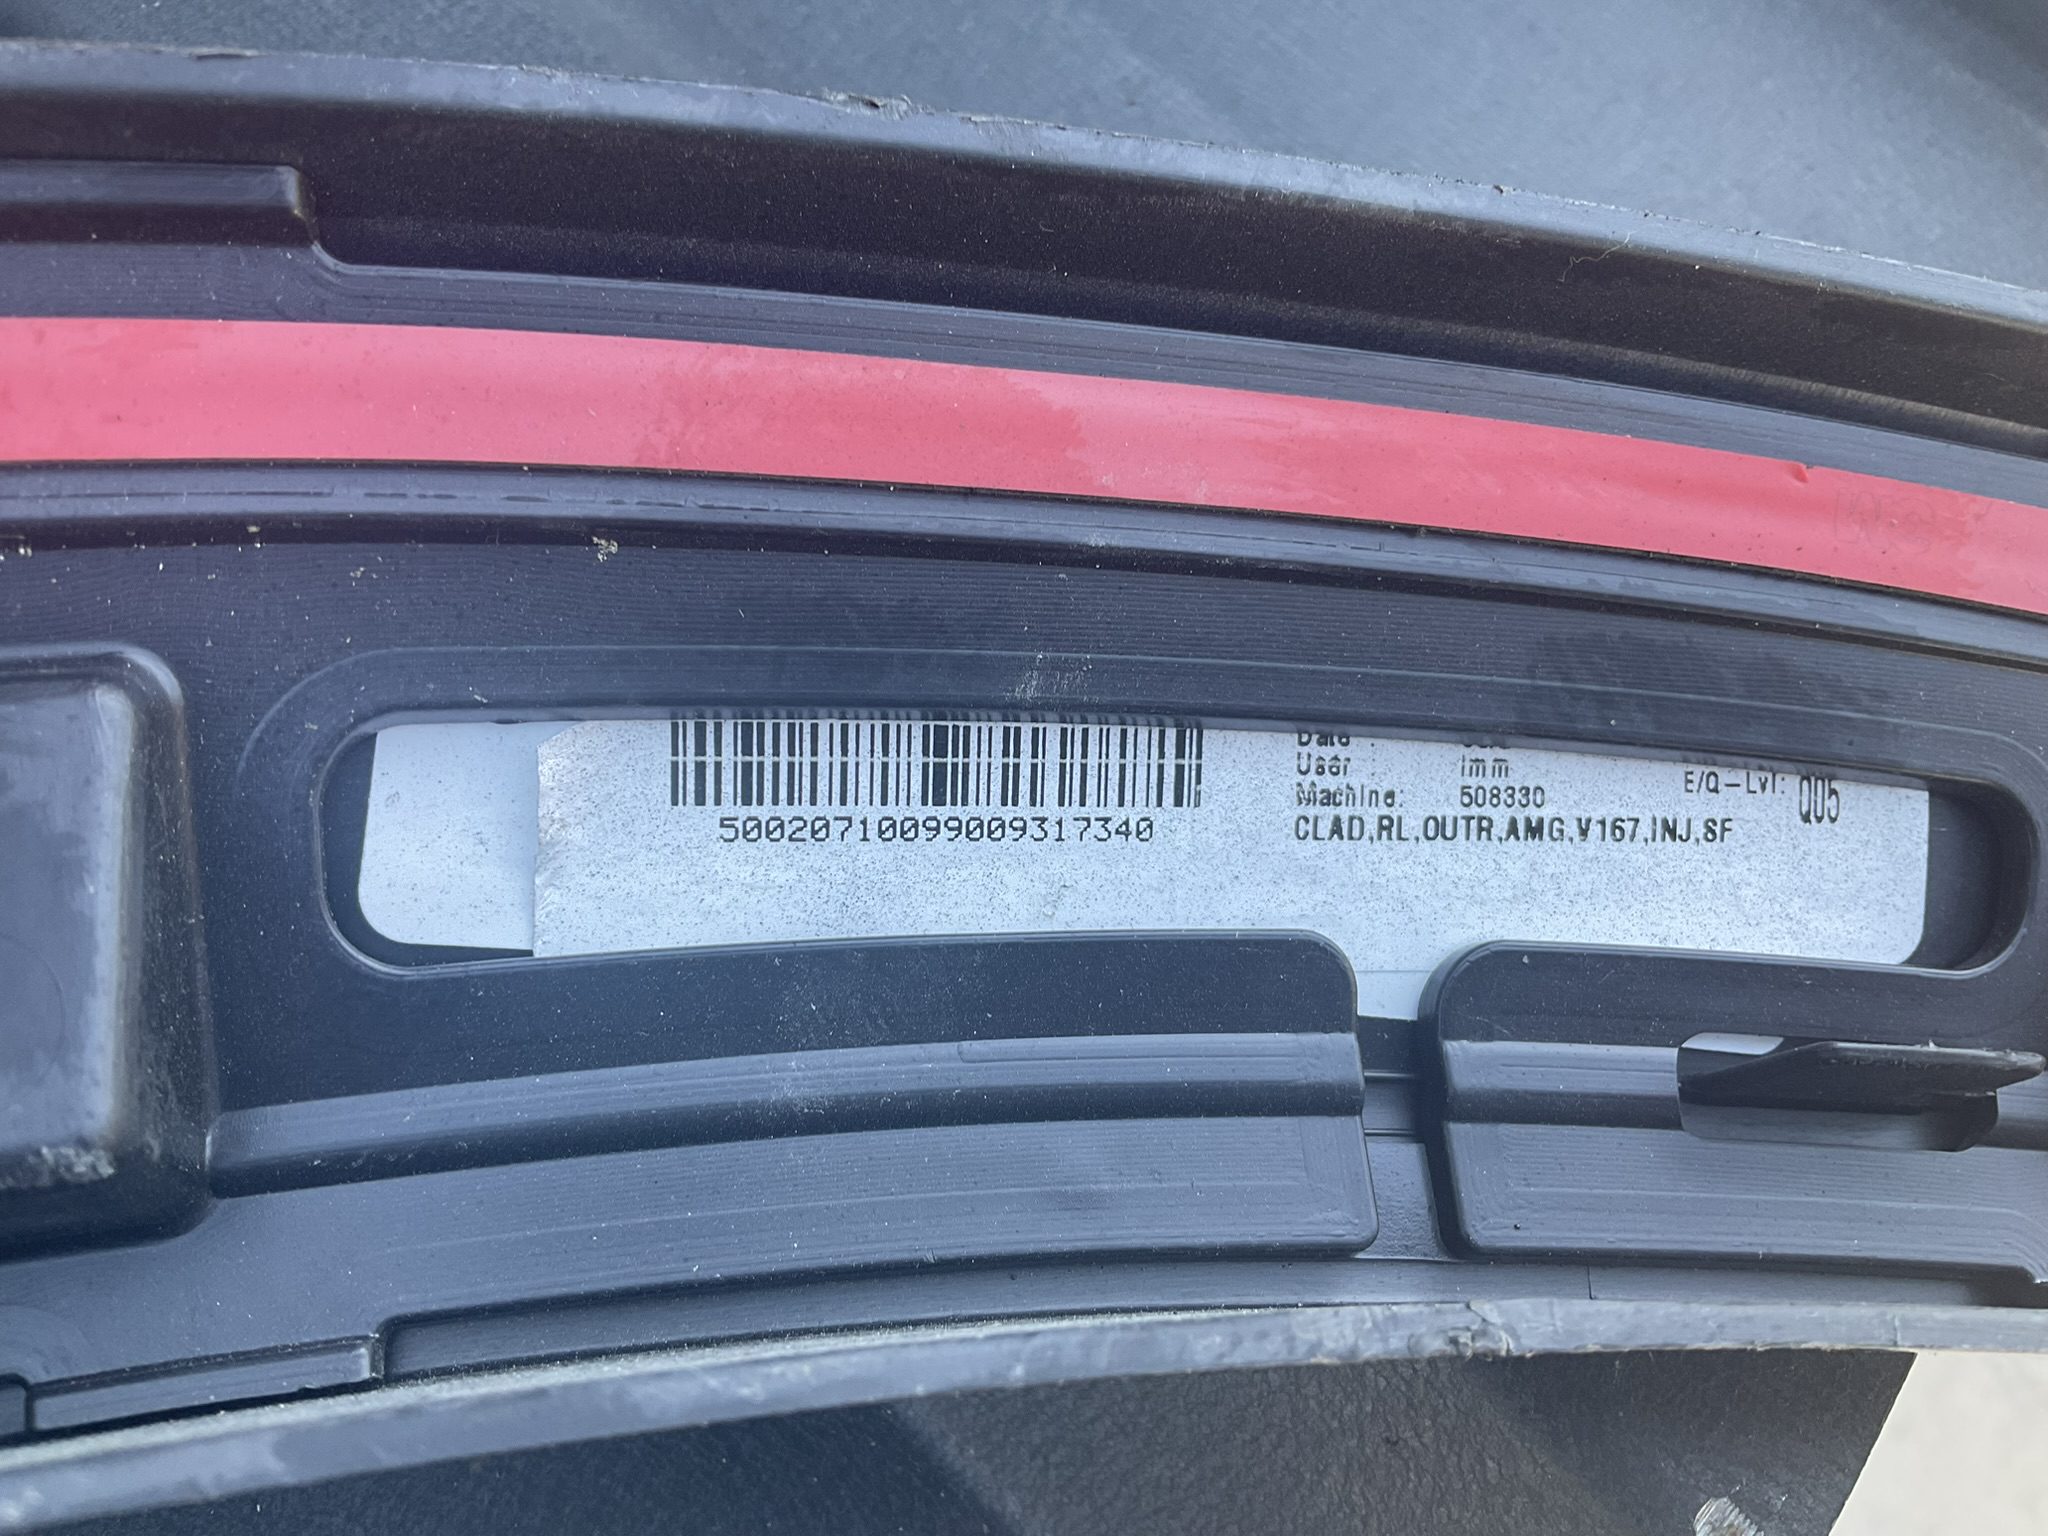 50020710099009317340
Date :
User : imm
Machine: 508330
E/Q-Lvl: Q05
CLAD,RL,OUTR,AMG,V167,INJ,SF